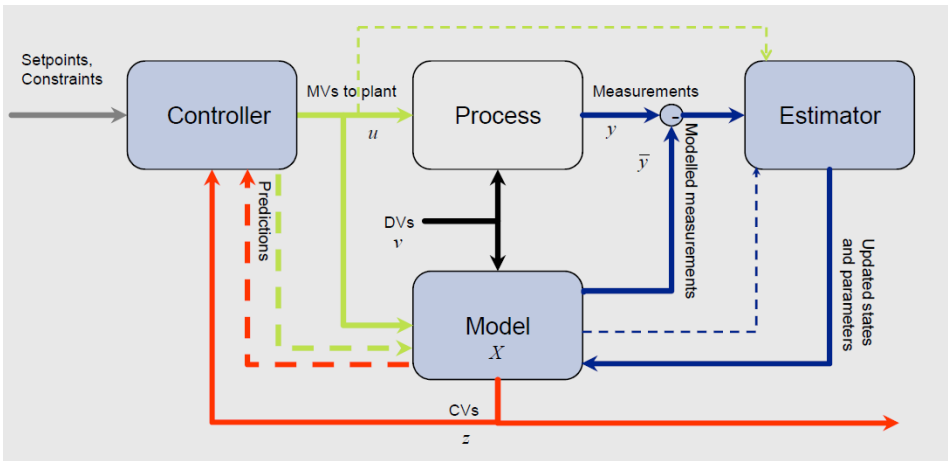 Setpoints,
Constraints
Controller
MVs to plant
u
Process
Measurements
y
-
Estimator
y̅
Modelled measurements
Predictions
DVs
v
Model
X
Updated states
and parameters
CVs
z